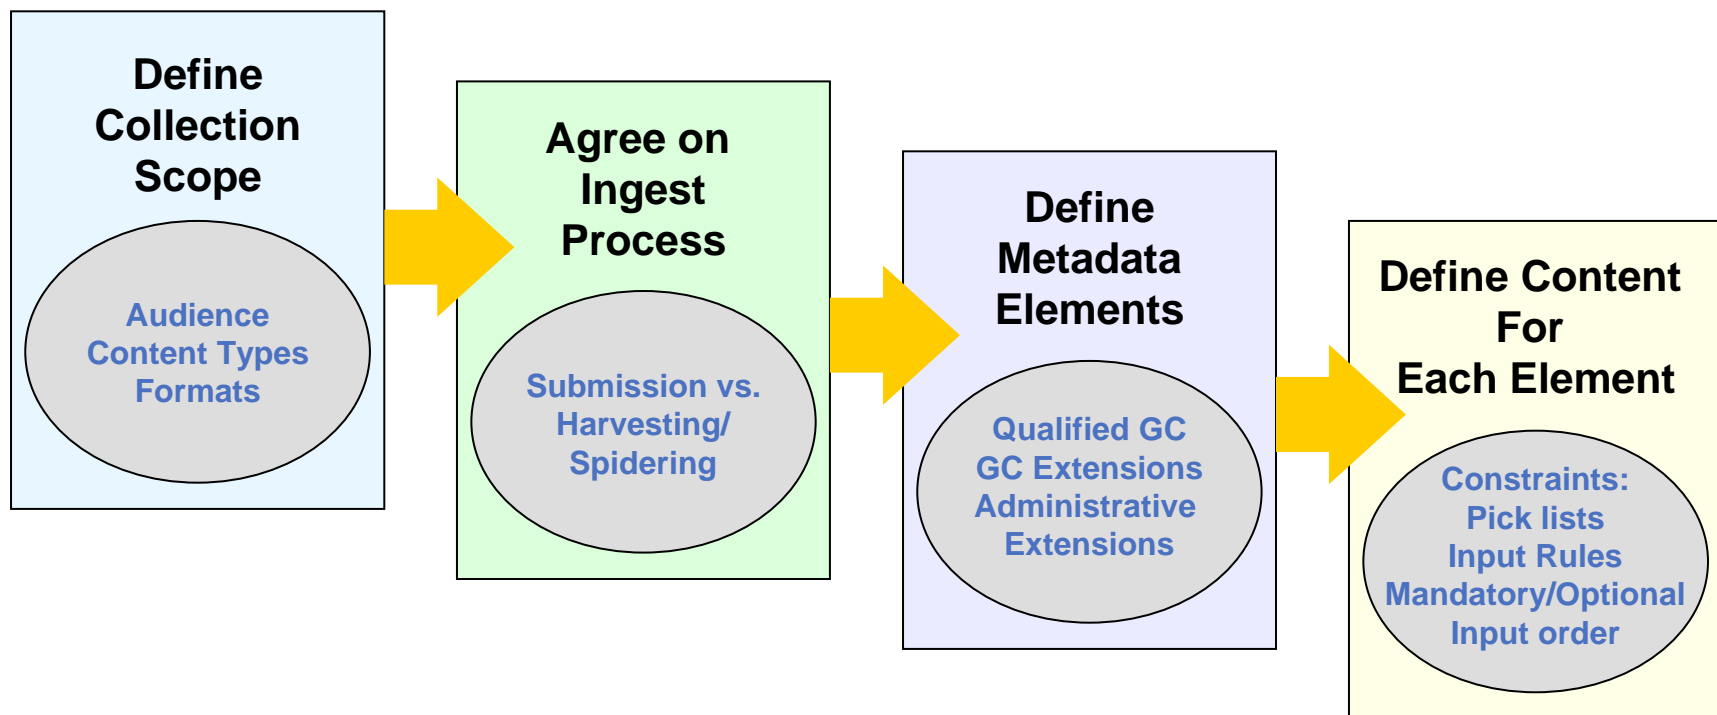 Define
Collection
Scope
Audience
Content Types
Formats
Agree on
Ingest
Process
Submission vs.
Harvesting/
Spidering
Define
Metadata
Elements
Qualified GC
GC Extensions
Administrative
Extensions
Define Content
For
Each Element
Constraints:
Pick lists
Input Rules
Mandatory/Optional
Input order